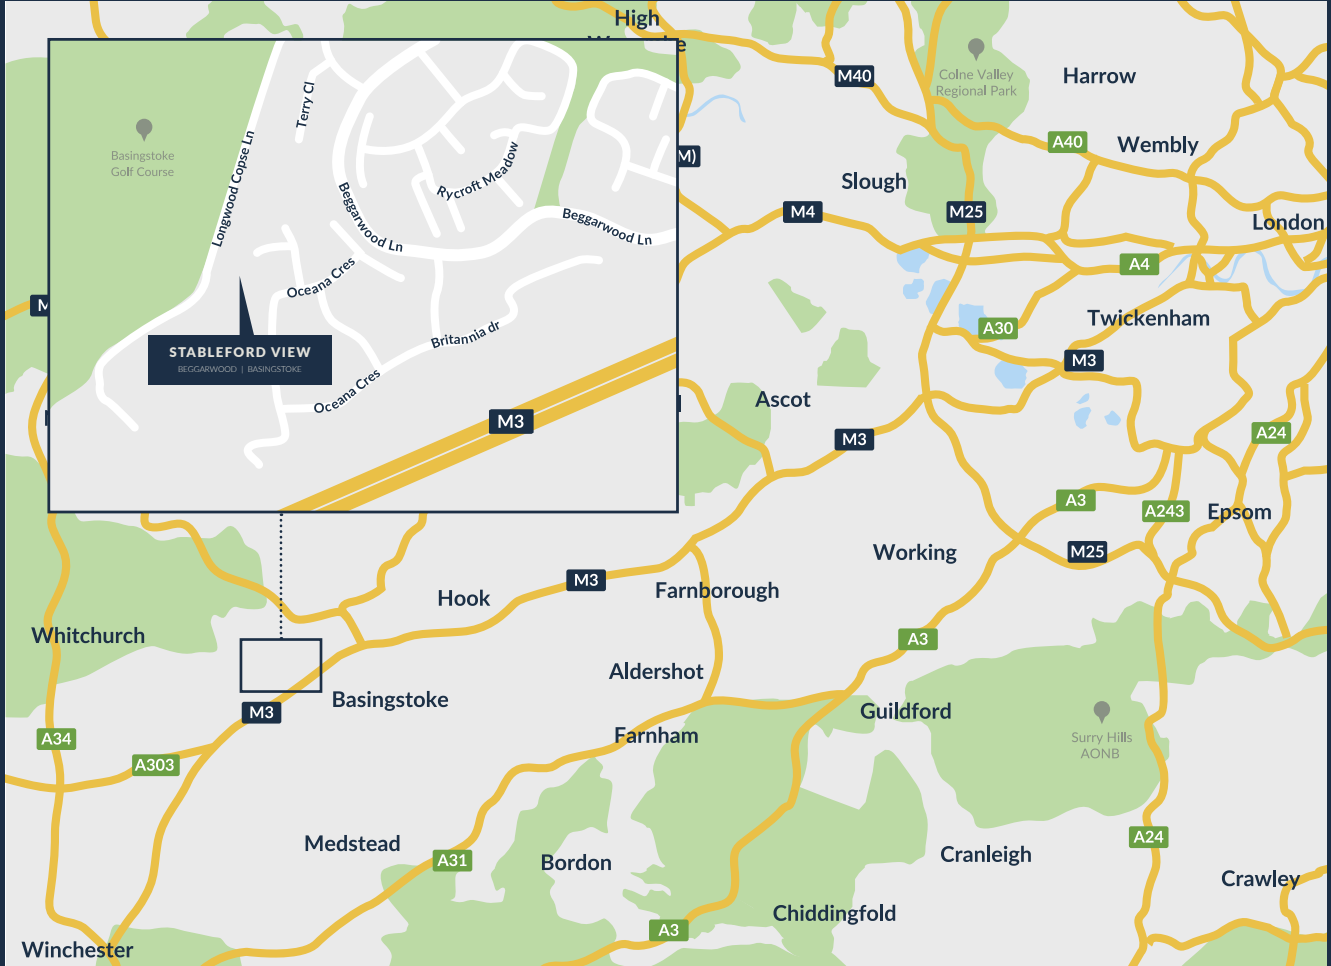 High
M40
Colne Valley
Regional Park
Harrow
A40
Wembly
M)
Slough
M4
M25
London
A4
A30
Twickenham
M3
Ascot
M3
A24
A3
A243
Epsom
Working
M25
Basingstoke
Golf Course
Terry Cl
Longwood Copse Ln
Rycroft Meadow
Beggarwood Ln
Beggarwood Ln
Oceana Cres
Britannia dr
STABLEFORD VIEW
BEGGARWOOD | BASINGSTOKE
Oceana Cres
M3
M3
Hook
Farnborough
Whitchurch
A3
Aldershot
Basingstoke
M3
Guildford
Farnham
A34
A303
Surry Hills
AONB
A24
Medstead
A31
Bordon
Cranleigh
Crawley
Chiddingfold
A3
Winchester